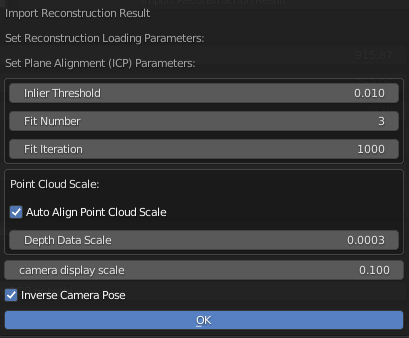 Import Reconstruction Result
Set Reconstruction Loading Parameters:
Set Plane Alignment (ICP) Parameters:
Inlier Threshold 0.010
Fit Number 3
Fit Iteration 1000
Point Cloud Scale:
Auto Align Point Cloud Scale
Depth Data Scale 0.0003
camera display scale 0.100
Inverse Camera Pose
OK